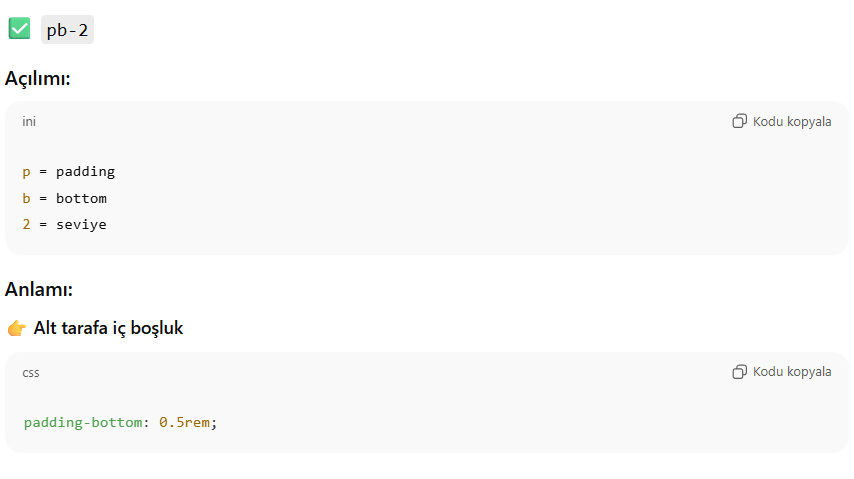 pb-2
Açılımı:
ini
Kodu kopyala
p = padding
b = bottom
2 = seviye
Anlamı:
Alt tarafa iç boşluk
css
Kodu kopyala
padding-bottom: 0.5rem;